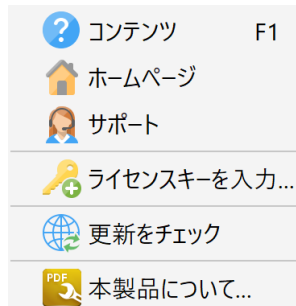 コンテンツ F1
ホームページ
サポート
ライセンスキーを入力...
更新をチェック
PDF
本製品について...